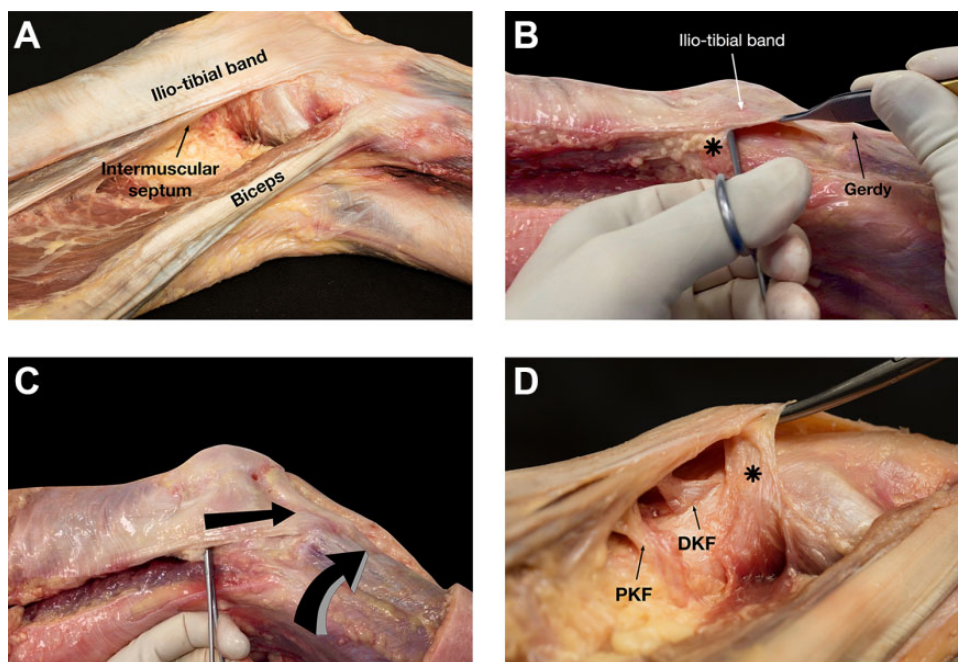 A
Ilio-tibial band
Intermuscular
septum
Biceps
B
Ilio-tibial band
*
Gerdy
C
D
*
DKF
PKF